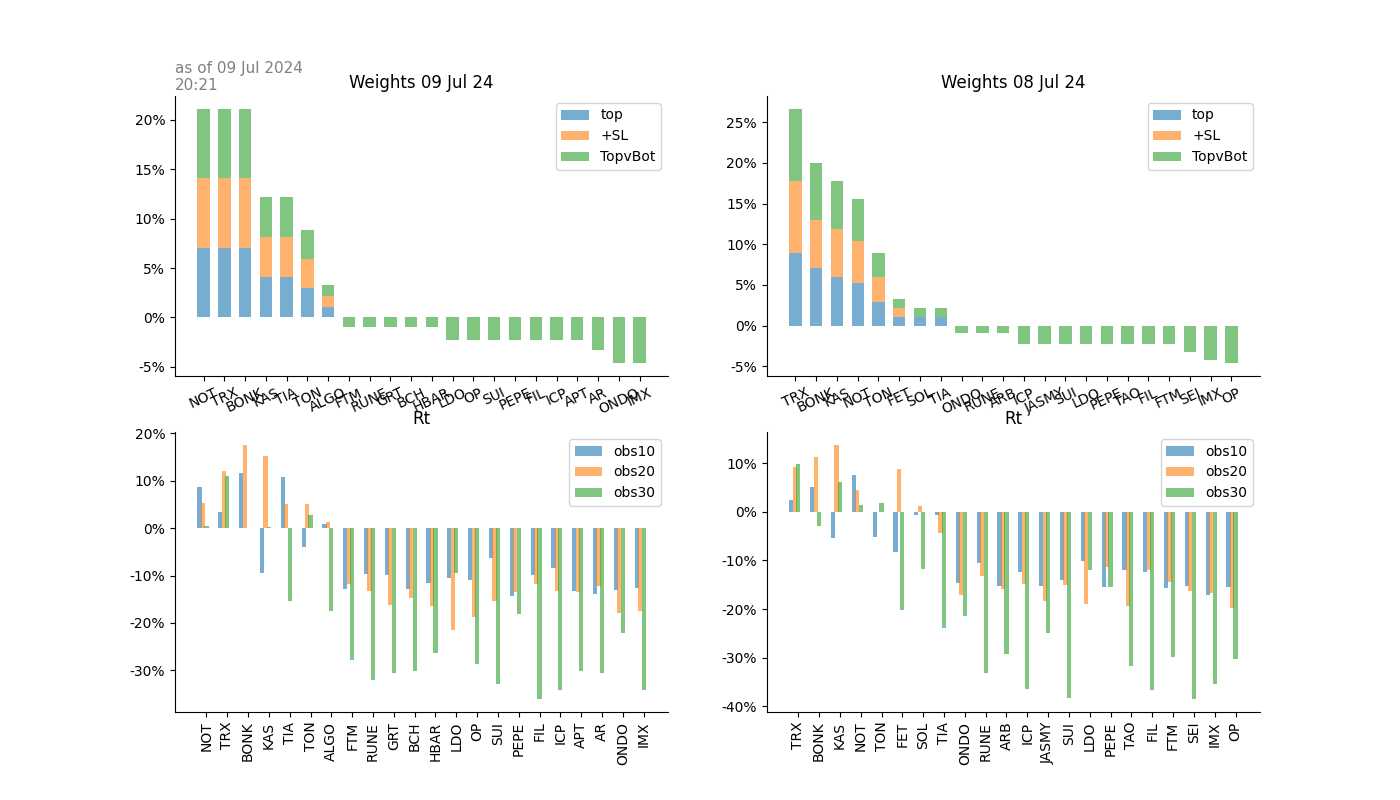 as of 09 Jul 2024
20:21
Weights 09 Jul 24
20%
15%
10%
5%
0%
-5%
top
+SL
TopvBot
NOT TRX BONK KAS TIA TON ALGO FTM RUNE GRT BCH HBAR LDO OP SUI PEPE FIL ICP APT AR ONDO IMX
Weights 08 Jul 24
25%
20%
15%
10%
5%
0%
-5%
top
+SL
TopvBot
TRX BONK KAS NOT TON FET SOL TIA ONDO RUNE ARB ICP JASMY SUI LDO PEPE TAO FIL FTM SEI IMX OP
Rt
20%
10%
0%
-10%
-20%
-30%
obs10
obs20
obs30
NOT TRX BONK KAS TIA TON ALGO FTM RUNE GRT BCH HBAR LDO OP SUI PEPE FIL ICP APT AR ONDO IMX
Rt
10%
0%
-10%
-20%
-30%
-40%
obs10
obs20
obs30
TRX BONK KAS NOT TON FET SOL TIA ONDO RUNE ARB ICP JASMY SUI LDO PEPE TAO FIL FTM SEI IMX OP